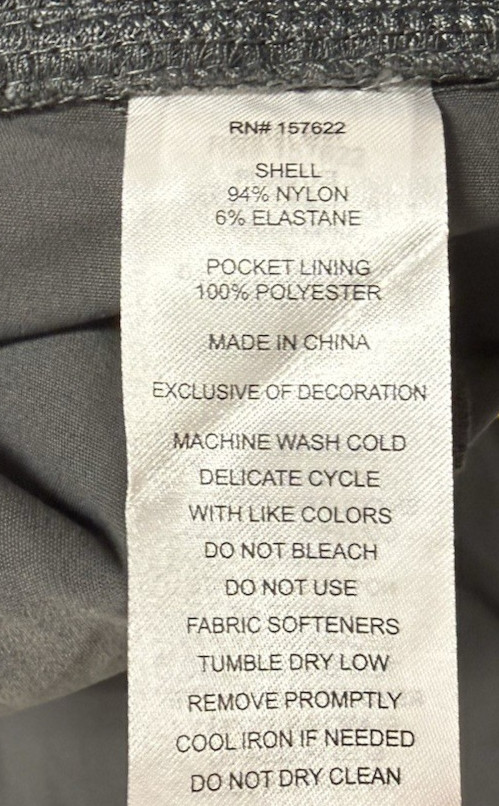 RN# 157622
SHELL
94% NYLON
6% ELASTANE
POCKET LINING
100% POLYESTER
MADE IN CHINA
EXCLUSIVE OF DECORATION
MACHINE WASH COLD
DELICATE CYCLE
WITH LIKE COLORS
DO NOT BLEACH
DO NOT USE
FABRIC SOFTENERS
TUMBLE DRY LOW
REMOVE PROMPTLY
COOL IRON IF NEEDED
DO NOT DRY CLEAN